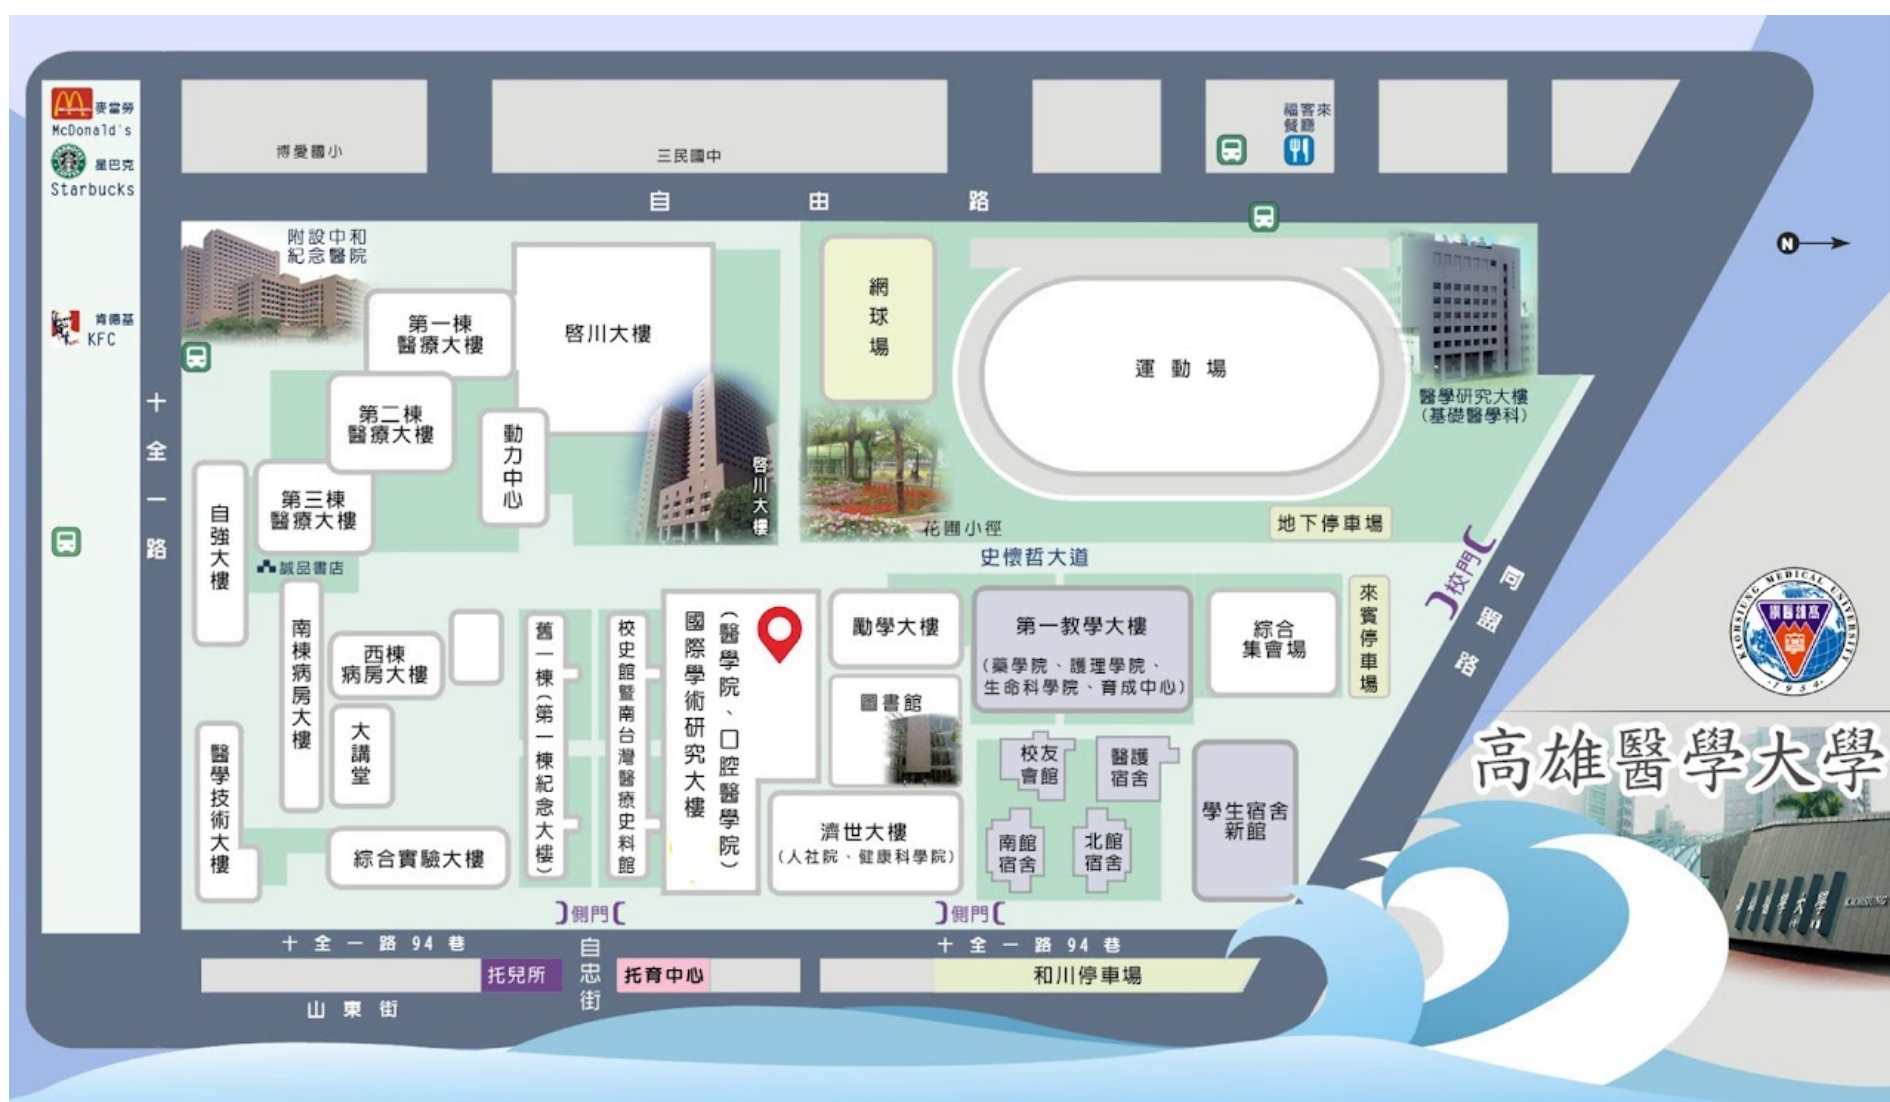 麥當勞
McDonald's
星巴克
Starbucks
肯德基
KFC
博愛國小
三民國中
福客來
餐廳
自由路
N
附設中和
紀念醫院
第一棟
醫療大樓
啓川大樓
網球場
運動場
醫學研究大樓
(基礎醫學科)
第二棟
醫療大樓
動力中心
啓川大樓
十全一路
自強大樓
第三棟
醫療大樓
誠品書店
花圃小徑
地下停車場
史懷哲大道
校門
同盟路
南棟病房大樓
西棟
病房大樓
大講堂
舊一棟(第一棟紀念大樓)
校史館暨南台灣醫療史料館
國際學術研究大樓
(醫學院、口腔醫學院)
勵學大樓
圖書館
第一教學大樓
(藥學院、護理學院、
生命科學院、育成中心)
綜合
集會場
來賓停車場
醫學技術大樓
綜合實驗大樓
濟世大樓
(人社院、健康科學院)
校友
會館
醫護
宿舍
南館
宿舍
北館
宿舍
學生宿舍
新館
側門
側門
十全一路94巷
自忠街
十全一路94巷
托兒所
托育中心
和川停車場
山東街
KAOHSIUNG MEDICAL UNIVERSITY
1954
高雄醫學大學
高雄醫學大學